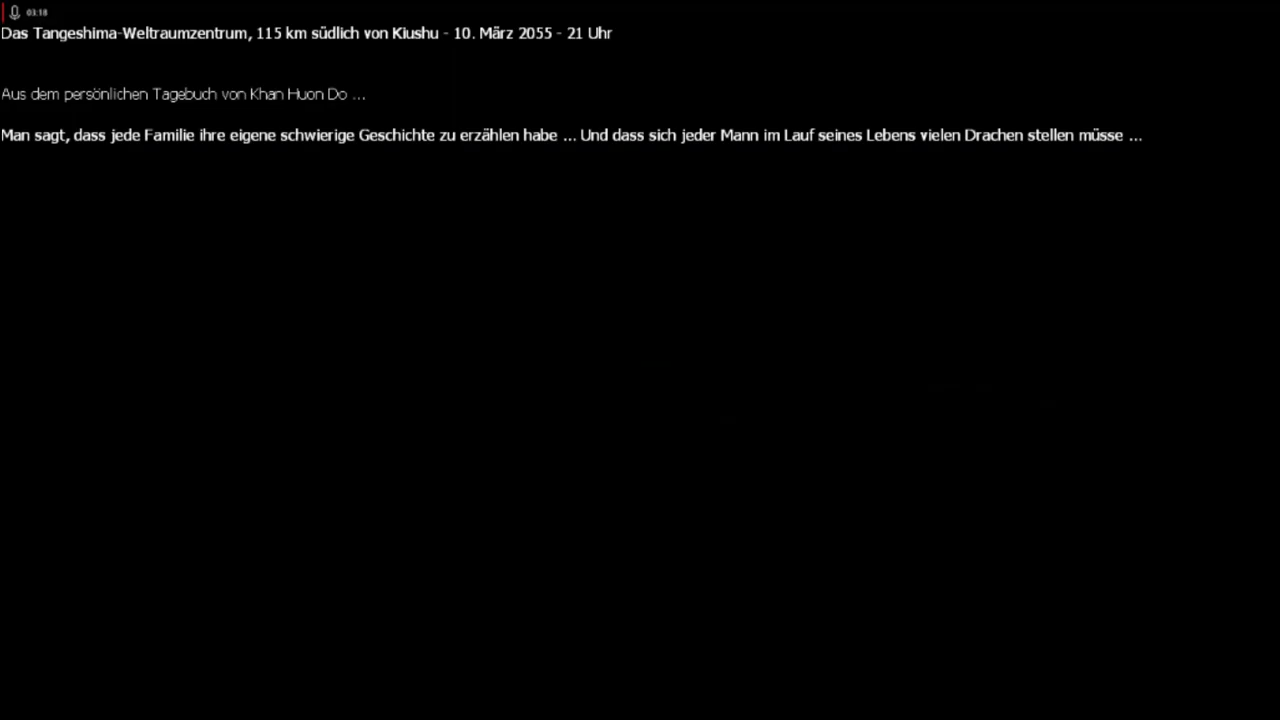 03:18
Das Tangeshima-Weltraumzentrum, 115 km südlich von Kiushu - 10. März 2055 - 21 Uhr
Aus dem persönlichen Tagebuch von Khan Huon Do ...
Man sagt, dass jede Familie ihre eigene schwierige Geschichte zu erzählen habe ... Und dass sich jeder Mann im Lauf seines Lebens vielen Drachen stellen müsse ...